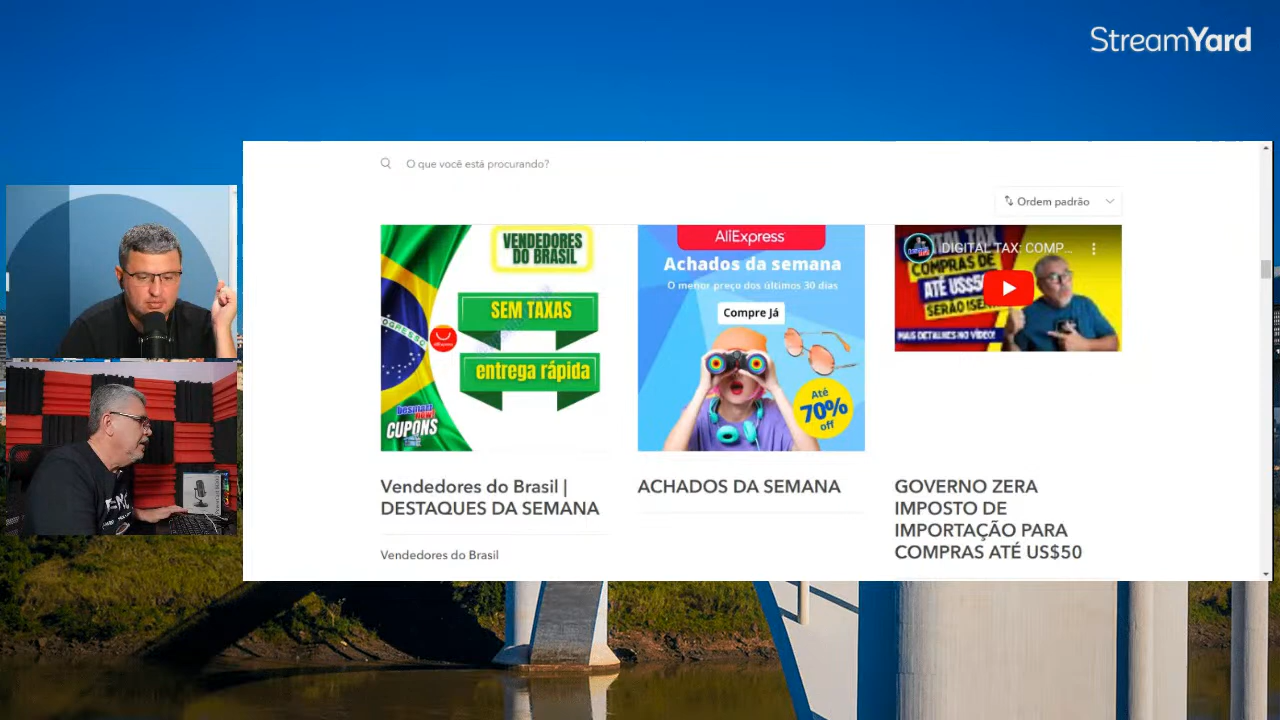 StreamYard
O que você está procurando?
Ordem padrão
VENDEDORES
DO BRASIL
SEM TAXAS
AliExpress
entrega rápida
CUPONS
AliExpress
Achados da semana
O menor preço dos últimos 30 dias
Compre Já
Até
70%
off
DIGITAL TAX: COMP...
COMPRAS DE
ATÉ US$50
SERÃO ISEN
MAIS DETALHES NO VÍDEO!
Vendedores do Brasil |
DESTAQUES DA SEMANA
ACHADOS DA SEMANA
GOVERNO ZERA
IMPOSTO DE
IMPORTAÇÃO PARA
COMPRAS ATÉ US$50
Vendedores do Brasil